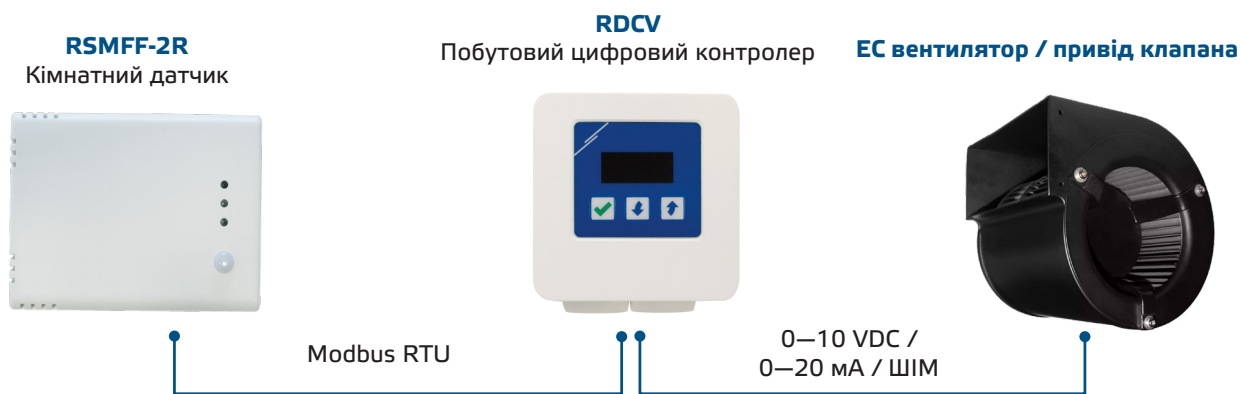 RSMFF-2R
Кімнатний датчик
RDCV
Побутовий цифровий контролер
EC вентилятор / привід клапана
Modbus RTU
0—10 VDC /
0—20 мА / ШІМ